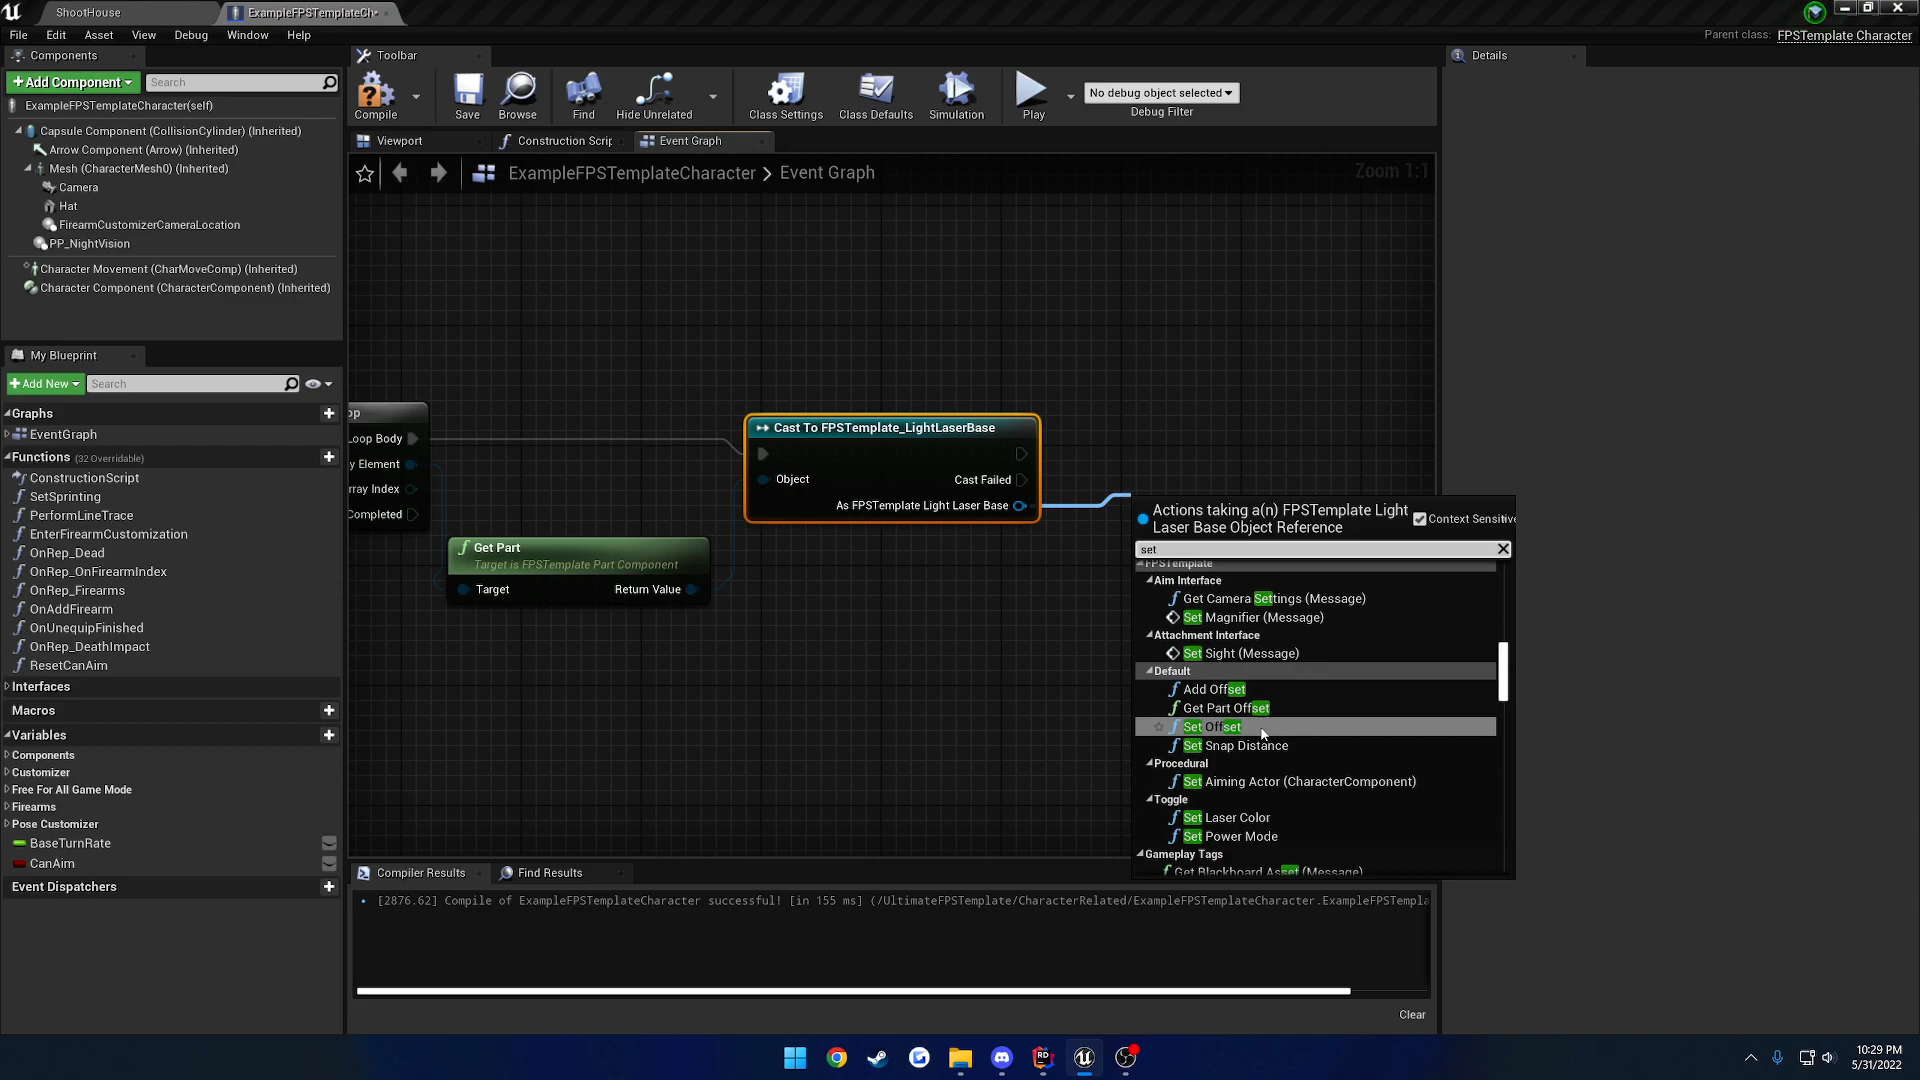 ShootHouse
ExampleFPSTemplateCh•
File
Edit
Asset
View
Debug
Window
Help
Parent class:
FPSTemplate Character
Components
Add Component
Search
ExampleFPSTemplateCharacter(self)
Capsule Component (CollisionCylinder) (Inherited)
Arrow Component (Arrow) (Inherited)
Mesh (CharacterMesh0) (Inherited)
Camera
Hat
FirearmCustomizerCameraLocation
PP_NightVision
Character Movement (CharMoveComp) (Inherited)
Character Component (CharacterComponent) (Inherited)
My Blueprint
Add New
Search
Graphs
EventGraph
Functions (32 Overridable)
ConstructionScript
SetSprinting
PerformLineTrace
EnterFirearmCustomization
OnRep_Dead
OnRep_OnFirearmIndex
OnRep_Firearms
OnAddFirearm
OnUnequipFinished
OnRep_DeathImpact
ResetCanAim
Interfaces
Macros
Variables
Components
Customizer
Free For All Game Mode
Firearms
Pose Customizer
BaseTurnRate
CanAim
Event Dispatchers
Toolbar
Compile
Save
Browse
Find
Hide Unrelated
Class Settings
Class Defaults
Simulation
Play
No debug object selected
Debug Filter
Viewport
Construction Scrip
Event Graph
ExampleFPSTemplateCharacter > Event Graph
Zoom 1:1
op
Loop Body
y Element
rray Index
Completed
Get Part
Target is FPSTemplate Part Component
Target
Return Value
Cast To FPSTemplate_LightLaserBase
Object
Cast Failed
As FPSTemplate Light Laser Base
Actions taking a(n) FPSTemplate Light
Laser Base Object Reference
Context Sensitive
set
FPSTemplate
Aim Interface
Get Camera Settings (Message)
Set Magnifier (Message)
Attachment Interface
Set Sight (Message)
Default
Add Offset
Get Part Offset
Set Offset
Set Snap Distance
Procedural
Set Aiming Actor (CharacterComponent)
Toggle
Set Laser Color
Set Power Mode
Gameplay Tags
Get Blackboard Asset (Message)
Compiler Results
Find Results
[2876.62] Compile of ExampleFPSTemplateCharacter successful! [in 155 ms] (/UltimateFPSTemplate/CharacterRelated/ExampleFPSTemplateCharacter.ExampleFPSTempla
Clear
Details
10:29 PM
5/31/2022